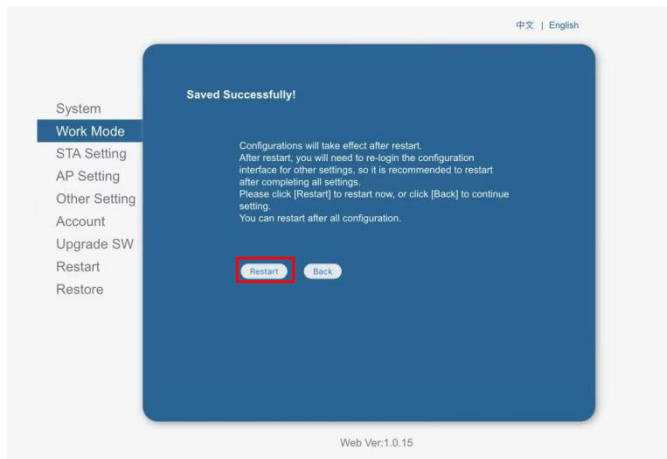 中文 | English
Saved Successfully!
System
Work Mode
STA Setting
AP Setting
Other Setting
Account
Upgrade SW
Restart
Restore
Configurations will take effect after restart.
After restart, you will need to re-login the configuration
interface for other settings, so it is recommended to restart
after completing all settings.
Please click [Restart] to restart now, or click [Back] to continue
setting.
You can restart after all configuration.
Restart Back
Web Ver:1.0.15